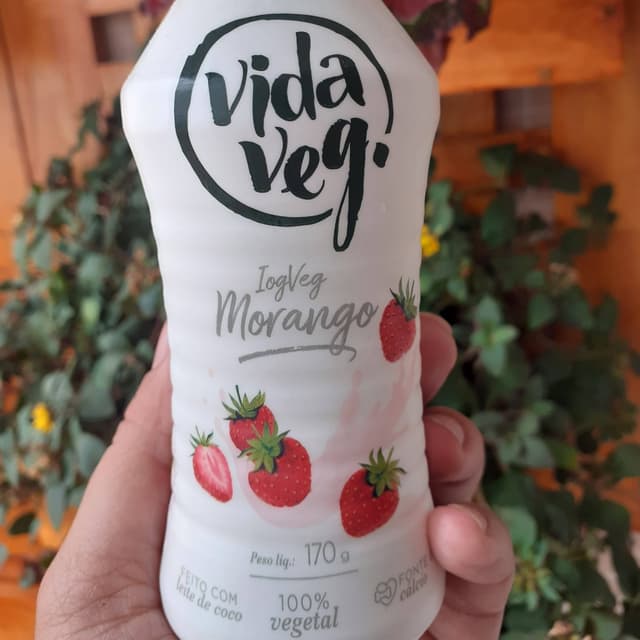 vida
veg.
IogVeg
Morango
Peso líq.: 170 g
FEITO COM
leite de coco
100%
vegetal
FONTE
cálcio